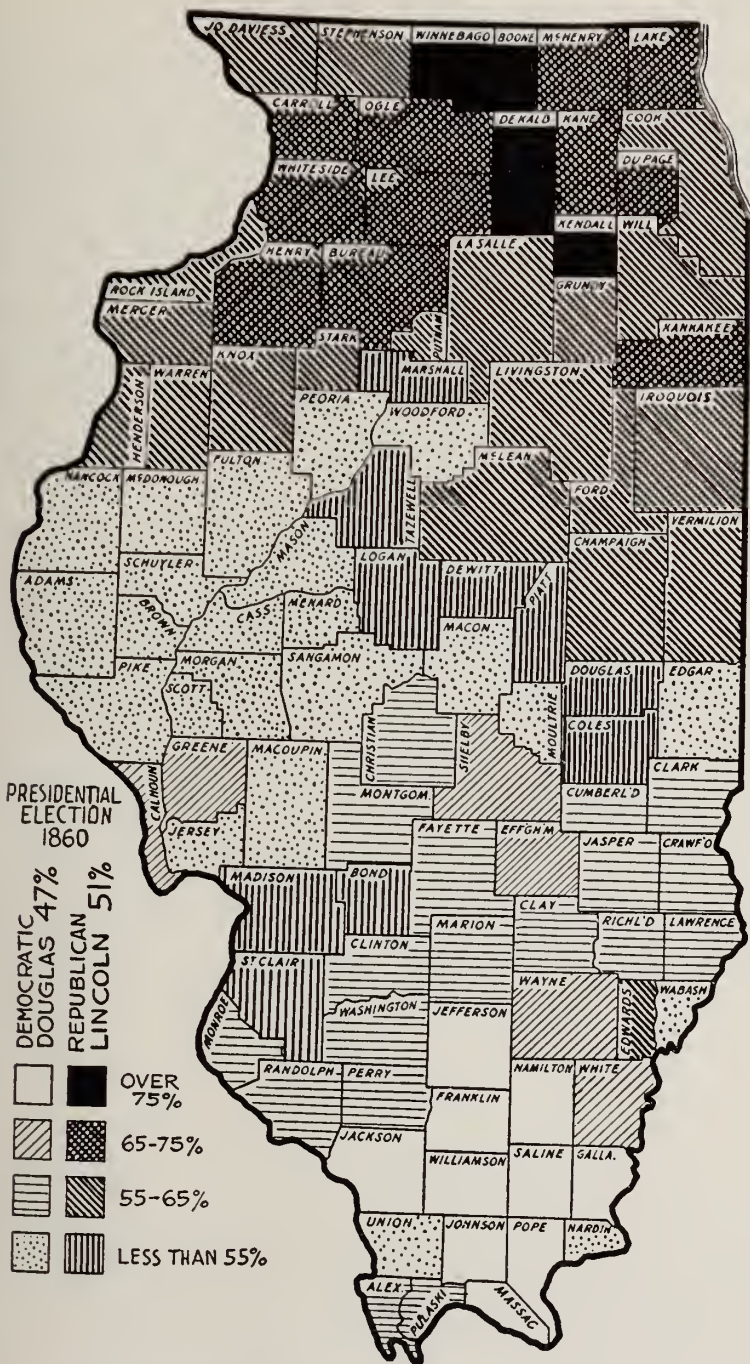 JO DAVIESS
STEPHENSON
WINNEBAGO
BOONE
McHENRY
LAKE
CARROLL
OGLE
DE KALB
KANE
COOK
DU PAGE
WHITESIDE
LEE
KENDALL
WILL
LA SALLE
HENRY
BUREAU
GRUNDY
ROCK ISLAND
MERCER
PUTNAM
KANKAKEE
STARK
KNOX
HENDERSON
WARREN
MARSHALL
LIVINGSTON
IROQUOIS
PEORIA
WOODFORD
McLEAN
FULTON
HANCOCK
McDONOUGH
FORD
TAZEWELL
VERMILION
MASON
CHAMPAIGN
SCHUYLER
LOGAN
DEWITT
PIATT
ADAMS
BROWN
CASS
MENARD
MACON
PIKE
MORGAN
SANGAMON
DOUGLAS
EDGAR
SCOTT
MOULTRIE
COLES
CHRISTIAN
SHELBY
GREENE
MACOUPIN
CLARK
CALHOUN
MONTGOM.
CUMBERL'D
JERSEY
FAYETTE
EFFGHM.
JASPER
CRAWF'D
MADISON
BOND
CLAY
RICHL'D
LAWRENCE
MARION
CLINTON
ST CLAIR
WAYNE
EDWARDS
WABASH
MONROE
WASHINGTON
JEFFERSON
RANDOLPH
PERRY
HAMILTON
WHITE
FRANKLIN
JACKSON
WILLIAMSON
SALINE
GALLA.
UNION
JOHNSON
POPE
HARDIN
ALEX.
PULASKI
MASSAC
PRESIDENTIAL
ELECTION
1860
DEMOCRATIC
DOUGLAS 47%
REPUBLICAN
LINCOLN 51%
OVER
75%
65-75%
55-65%
LESS THAN 55%